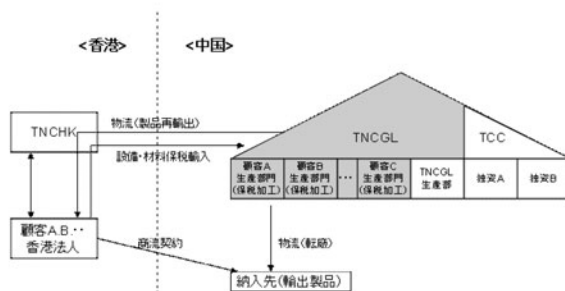 <香港>
<中国>
TNCHK
物流(製品再輸出)
設備・材料保税輸入
TNCGL
TCC
顧客A
生産部門
(保税加工)
顧客B
生産部門
(保税加工)
・・・
顧客C
生産部門
(保税加工)
TNCGL
生産部
独資A
独資B
顧客A.B.・・
香港法人
商流契約
物流(転廠)
納入先(輸出製品)